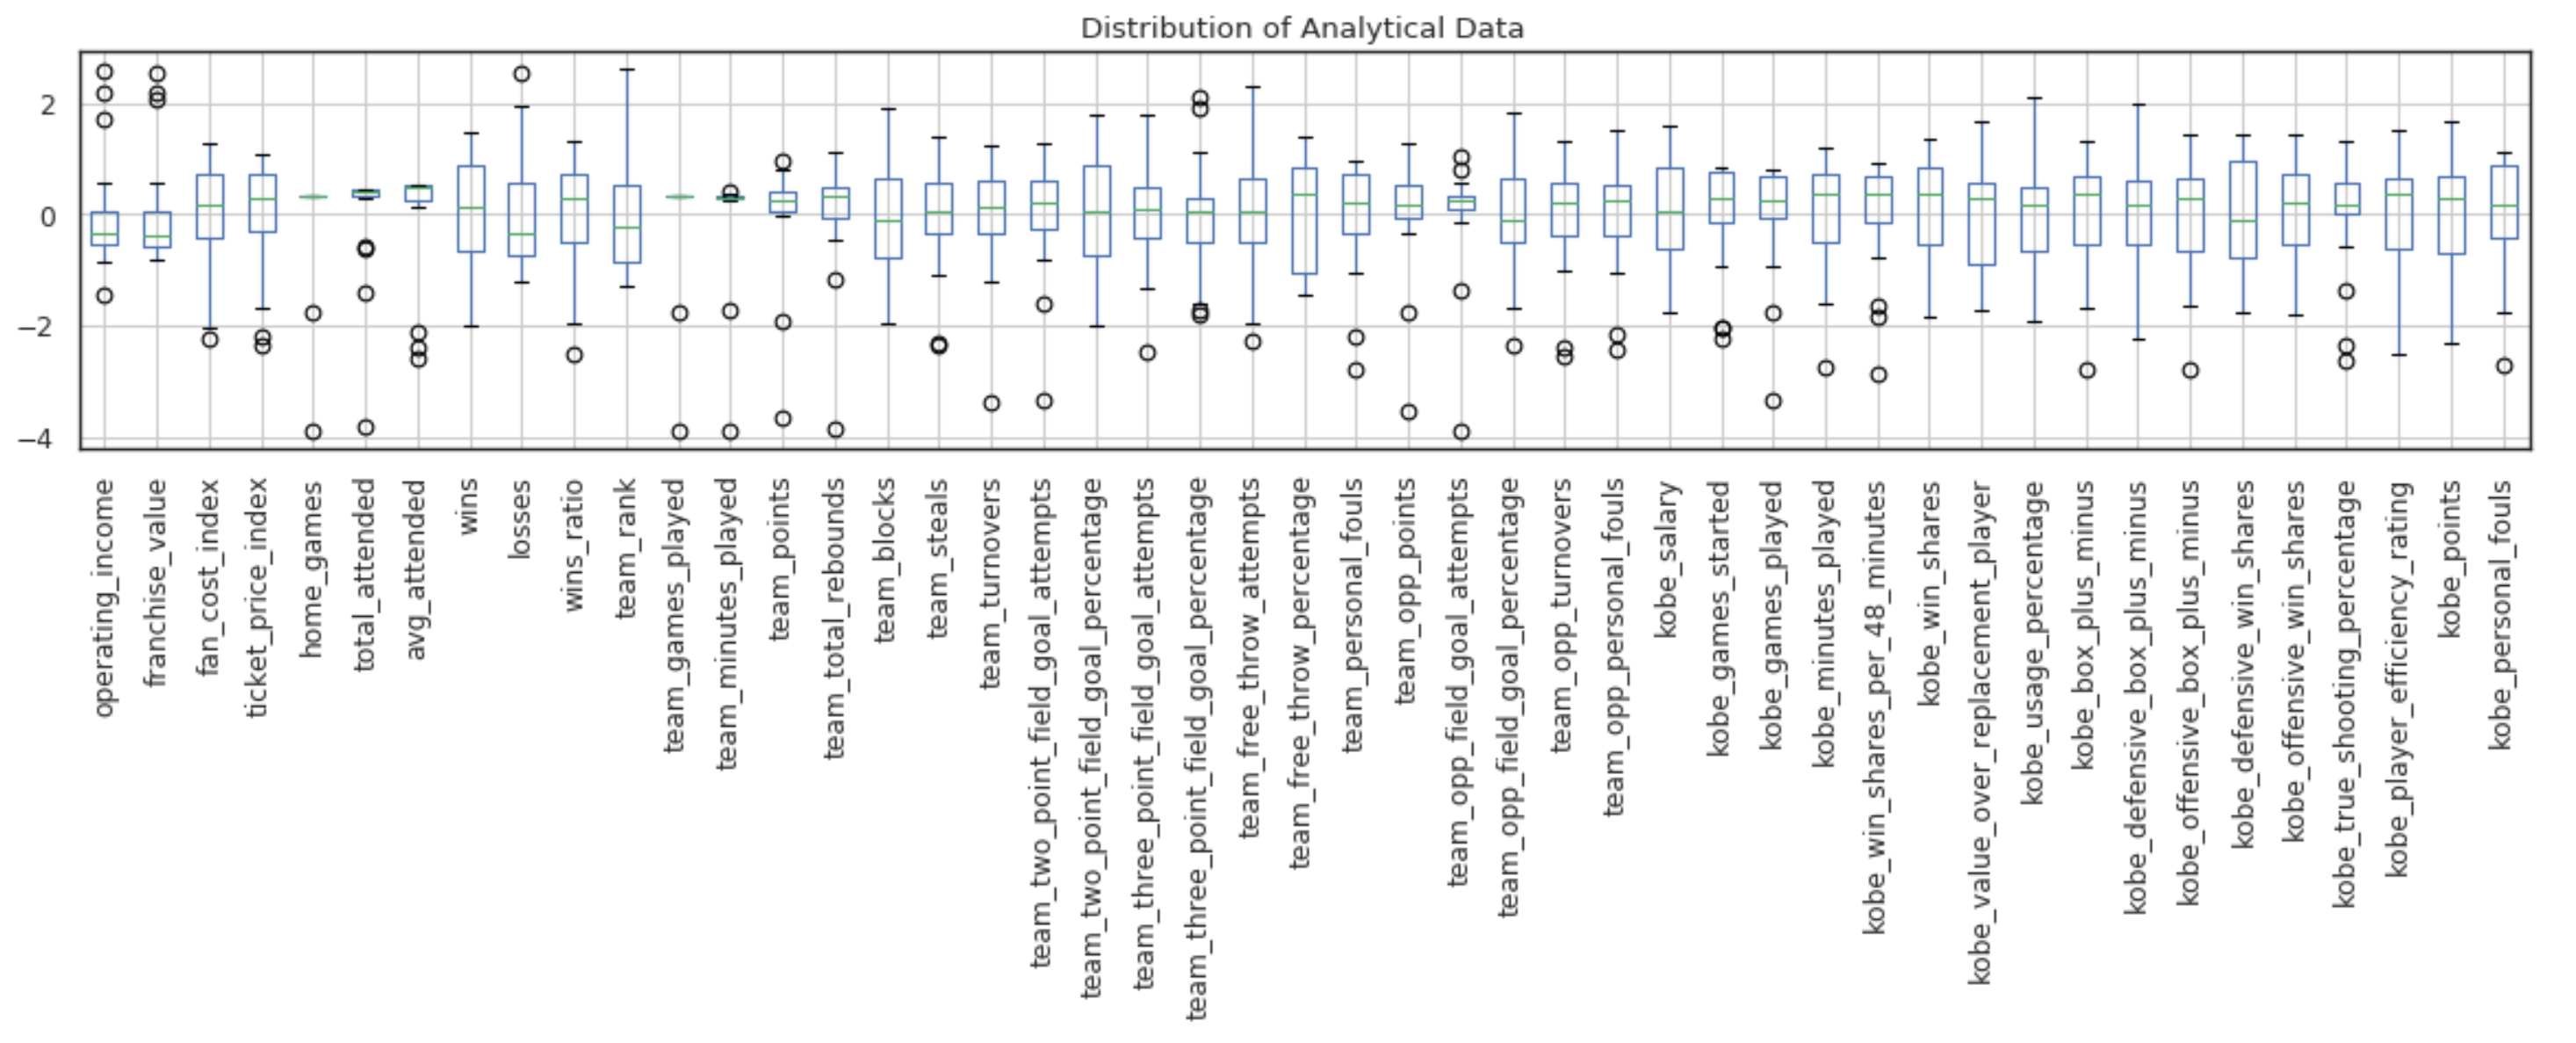 Distribution of Analytical Data
2
0
−2
−4
operating_income
franchise_value
fan_cost_index
ticket_price_index
home_games
total_attended
avg_attended
wins
losses
wins_ratio
team_rank
team_games_played
team_minutes_played
team_points
team_total_rebounds
team_blocks
team_steals
team_turnovers
team_two_point_field_goal_attempts
team_two_point_field_goal_percentage
team_three_point_field_goal_attempts
team_three_point_field_goal_percentage
team_free_throw_attempts
team_free_throw_percentage
team_personal_fouls
team_opp_points
team_opp_field_goal_attempts
team_opp_field_goal_percentage
team_opp_turnovers
team_opp_personal_fouls
kobe_salary
kobe_games_started
kobe_games_played
kobe_minutes_played
kobe_win_shares_per_48_minutes
kobe_win_shares
kobe_value_over_replacement_player
kobe_usage_percentage
kobe_box_plus_minus
kobe_defensive_box_plus_minus
kobe_offensive_box_plus_minus
kobe_defensive_win_shares
kobe_offensive_win_shares
kobe_true_shooting_percentage
kobe_player_efficiency_rating
kobe_points
kobe_personal_fouls